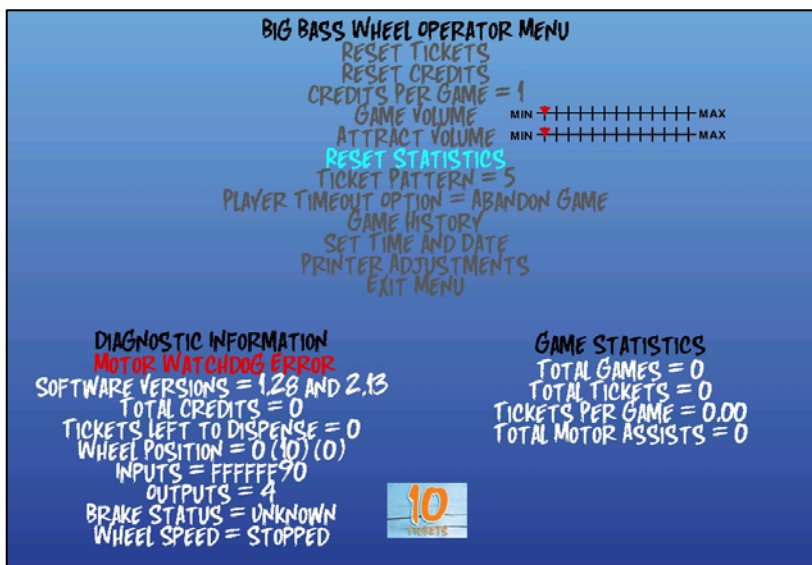 BIG BASS WHEEL OPERATOR MENU
RESET TICKETS
RESET CREDITS
CREDITS PER GAME = 1
GAME VOLUME MIN MAX
ATTRACT VOLUME MIN MAX
RESET STATISTICS
TICKET PATTERN = 5
PLAYER TIMEOUT OPTION = ABANDON GAME
GAME HISTORY
SET TIME AND DATE
PRINTER ADJUSTMENTS
EXIT MENU
DIAGNOSTIC INFORMATION
MOTOR WATCHDOG ERROR
SOFTWARE VERSIONS = 1.28 AND 2.13
TOTAL CREDITS = 0
TICKETS LEFT TO DISPENSE = 0
WHEEL POSITION = 0 (10) (0)
INPUTS = FFFFFF90
OUTPUTS = 4
BRAKE STATUS = UNKNOWN
WHEEL SPEED = STOPPED
10
TICKETS
GAME STATISTICS
TOTAL GAMES = 0
TOTAL TICKETS = 0
TICKETS PER GAME = 0.00
TOTAL MOTOR ASSISTS = 0